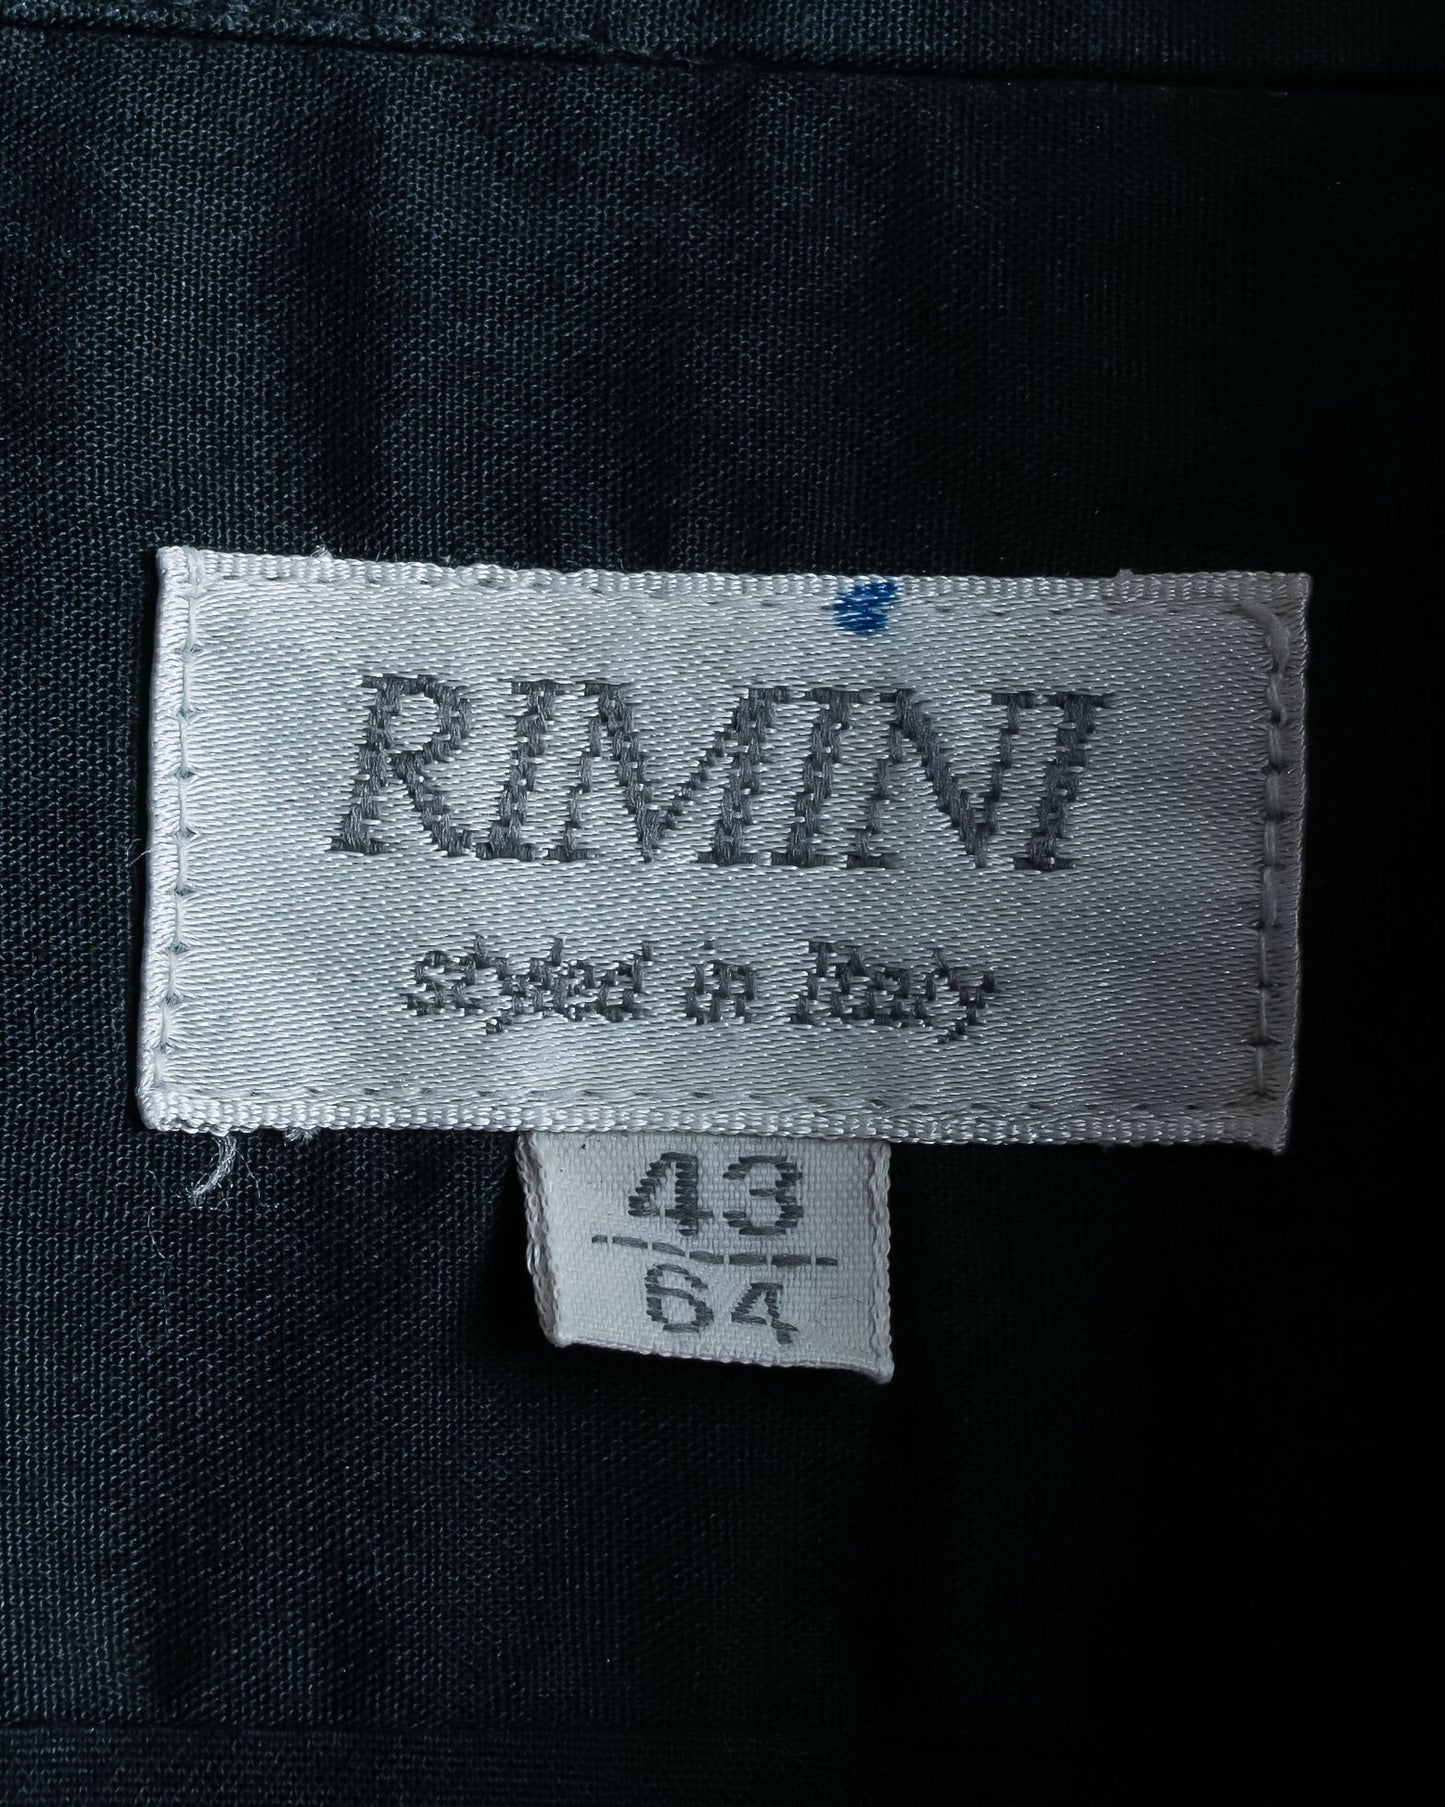 RIMINI
styled in Italy
43
64